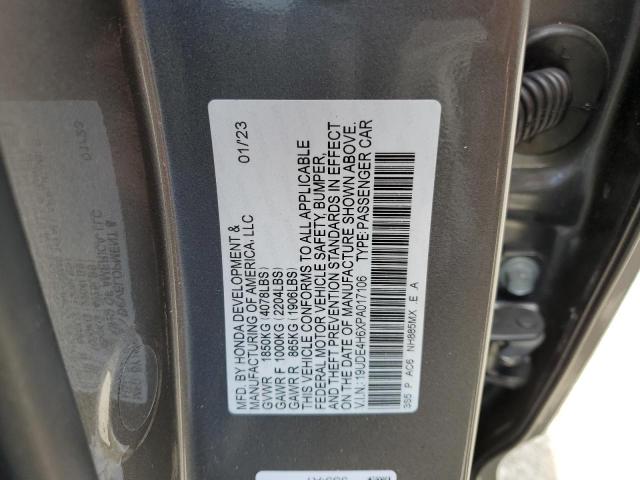 MFD. BY HONDA DEVELOPMENT & 01/'23
MANUFACTURING OF AMERICA, LLC
GVWR 1850KG (4078LBS)
GAWR F 1000KG (2204LBS)
GAWR R 865KG (1906LBS)
THIS VEHICLE CONFORMS TO ALL APPLICABLE
FEDERAL MOTOR VEHICLE SAFETY, BUMPER,
AND THEFT PREVENTION STANDARDS IN EFFECT
ON THE DATE OF MANUFACTURE SHOWN ABOVE.
V.I.N.: 19UDE4H6XPA017106 TYPE: PASSENGER CAR
3S5 P AC6 NH885MX .E .A